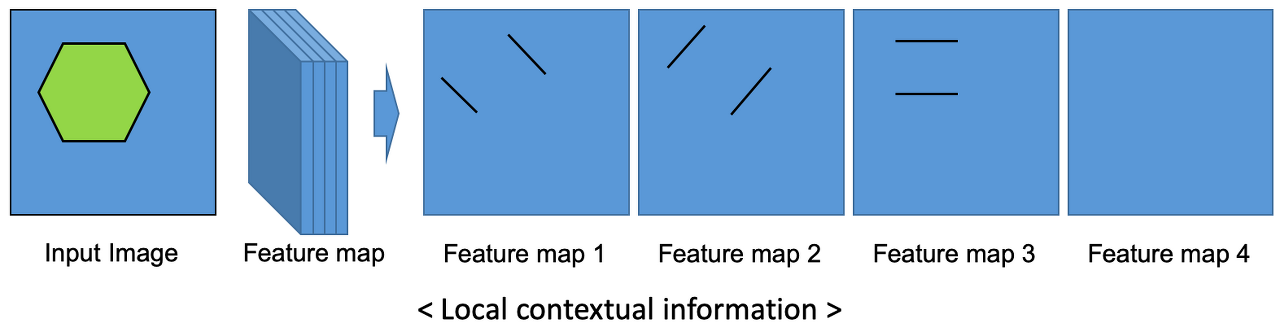 Input Image
Feature map
Feature map 1
Feature map 2
Feature map 3
Feature map 4
< Local contextual information >